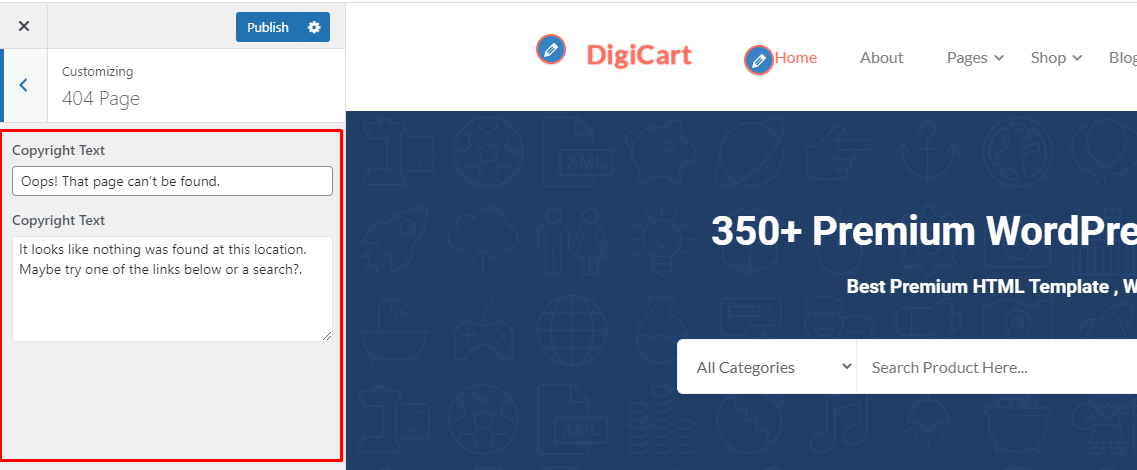 Publish
Customizing
404 Page
Copyright Text
Oops! That page can’t be found.
Copyright Text
It looks like nothing was found at this location.
Maybe try one of the links below or a search?.
DigiCart
Home About Pages Shop Blog
XML
350+ Premium WordPre
Best Premium HTML Template , W
All Categories Search Product Here...
XML